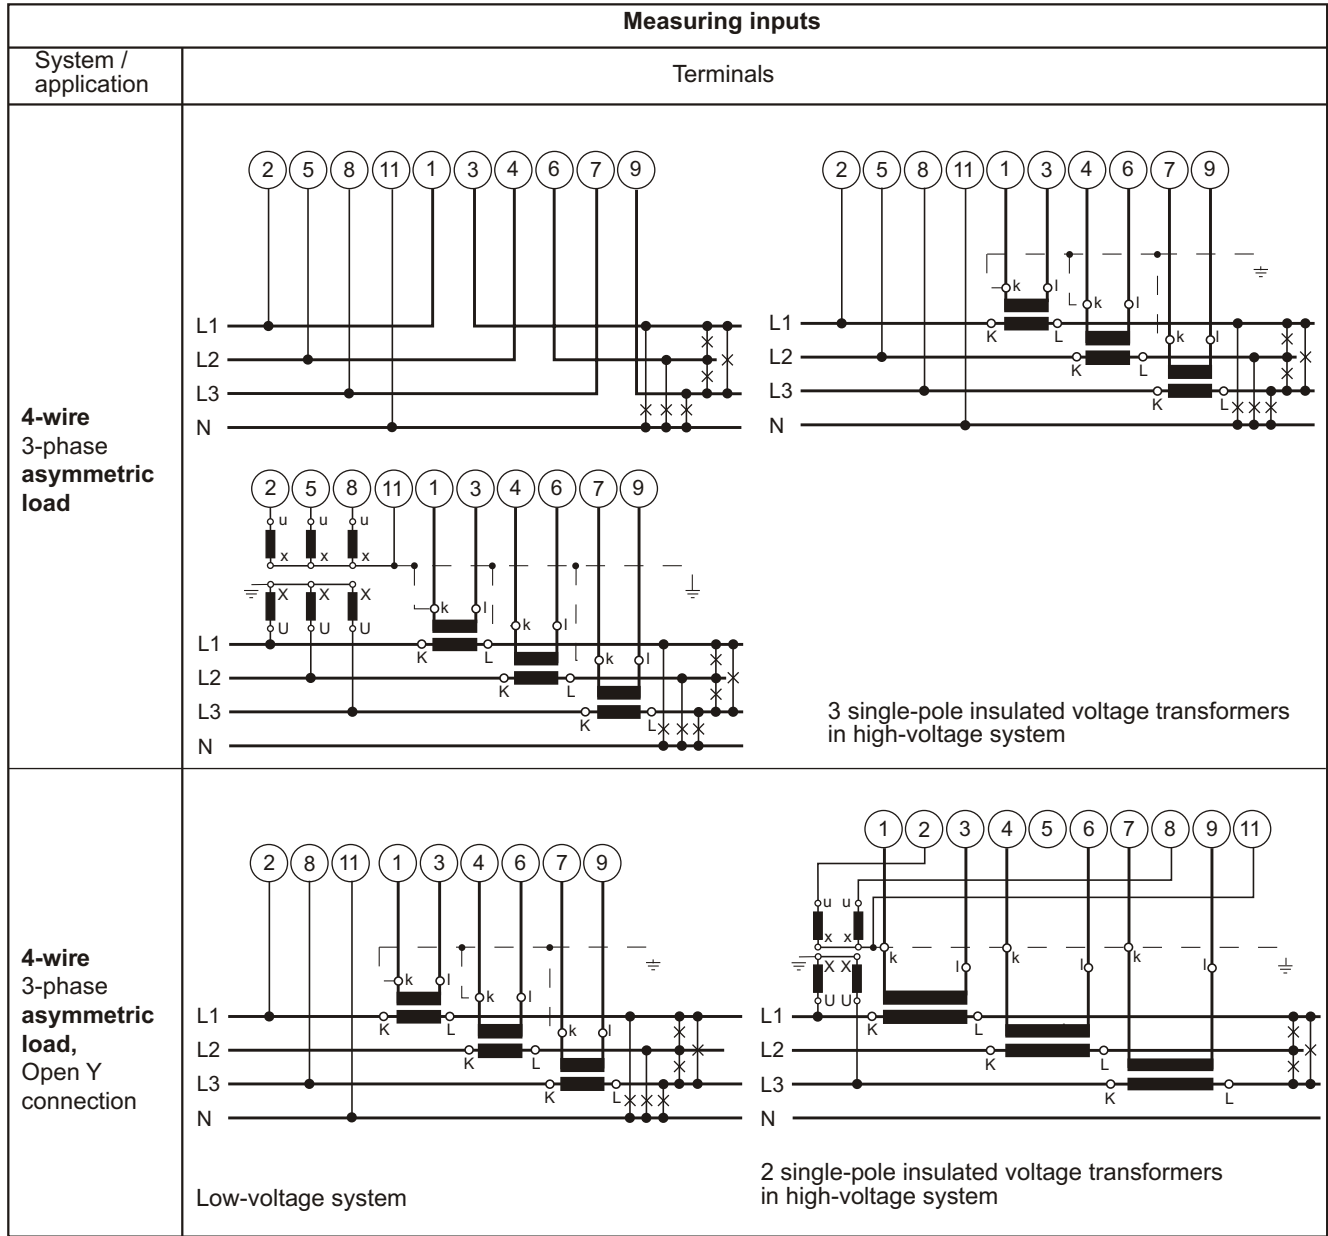 Measuring inputs
System /
application
Terminals
4-wire
3-phase
asymmetric
load
2 5 8 11 1 3 4 6 7 9
L1
L2
L3
N
2 5 8 11 1 3 4 6 7 9
k l
k l
L1 K L
k l
L2 K L
L3 K L
N
2 5 8 11 1 3 4 6 7 9
u u u
x x x
X X X
k l
U U U
k l
L1 K L
k l
L2 K L
L3 K L
N
3 single-pole insulated voltage transformers
in high-voltage system
4-wire
3-phase
asymmetric
load,
Open Y
connection
2 8 11 1 3 4 6 7 9
k l
k l
L1 K L
k l
L2 K L
L3 K L
N
Low-voltage system
1 2 3 4 5 6 7 8 9 11
u u
x x
k k k
X X l l l
U U
L1 K L
L2 K L
L3 K L
N
2 single-pole insulated voltage transformers
in high-voltage system